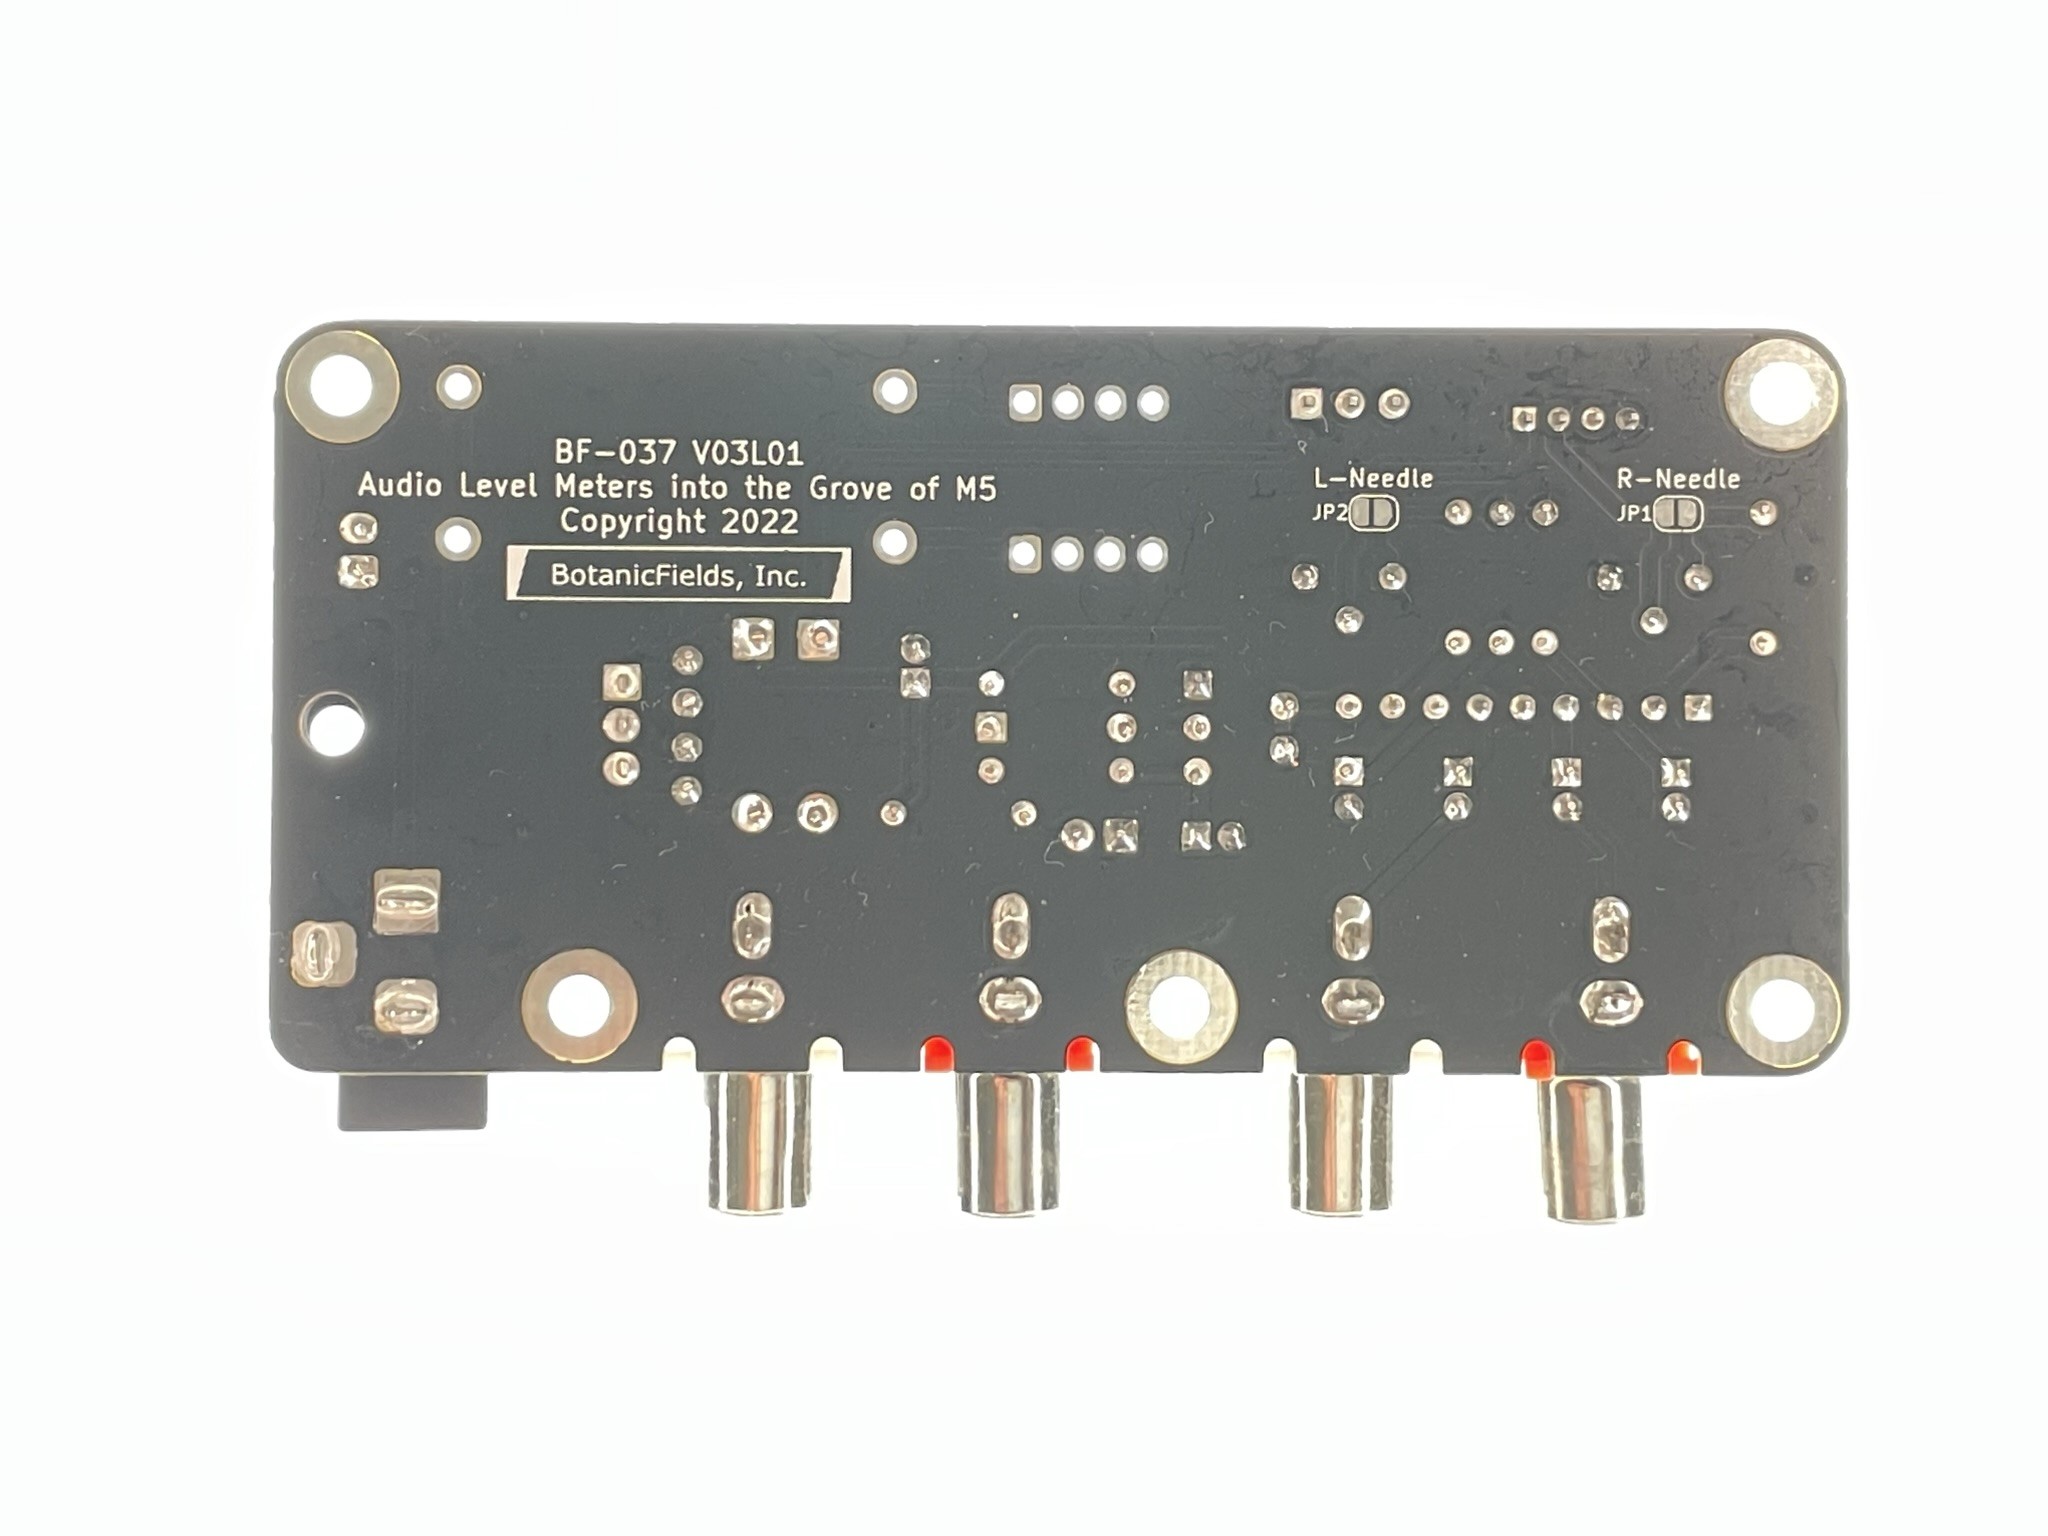 BF-037 V03L01
Audio Level Meters into the Grove of M5
Copyright 2022
BotanicFields, Inc.
L-Needle
JP2
R-Needle
JP1